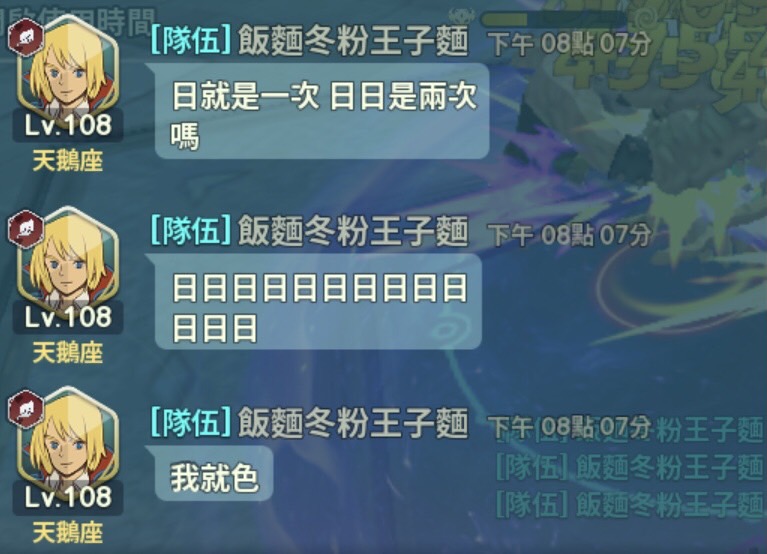 使用時間
[隊伍]飯麵冬粉王子麵 下午 08點 07分
日就是一次 日日是兩次
嗎
Lv.108
天鵝座
[隊伍]飯麵冬粉王子麵 下午 08點 07分
日日日日日日日日日日
日日日
Lv.108
天鵝座
[隊伍]飯麵冬粉王子麵 下午 08點 07分
我就色
Lv.108
天鵝座
冬粉王子麵
[隊伍]飯麵冬粉王子麵
[隊伍]飯麵冬粉王子麵